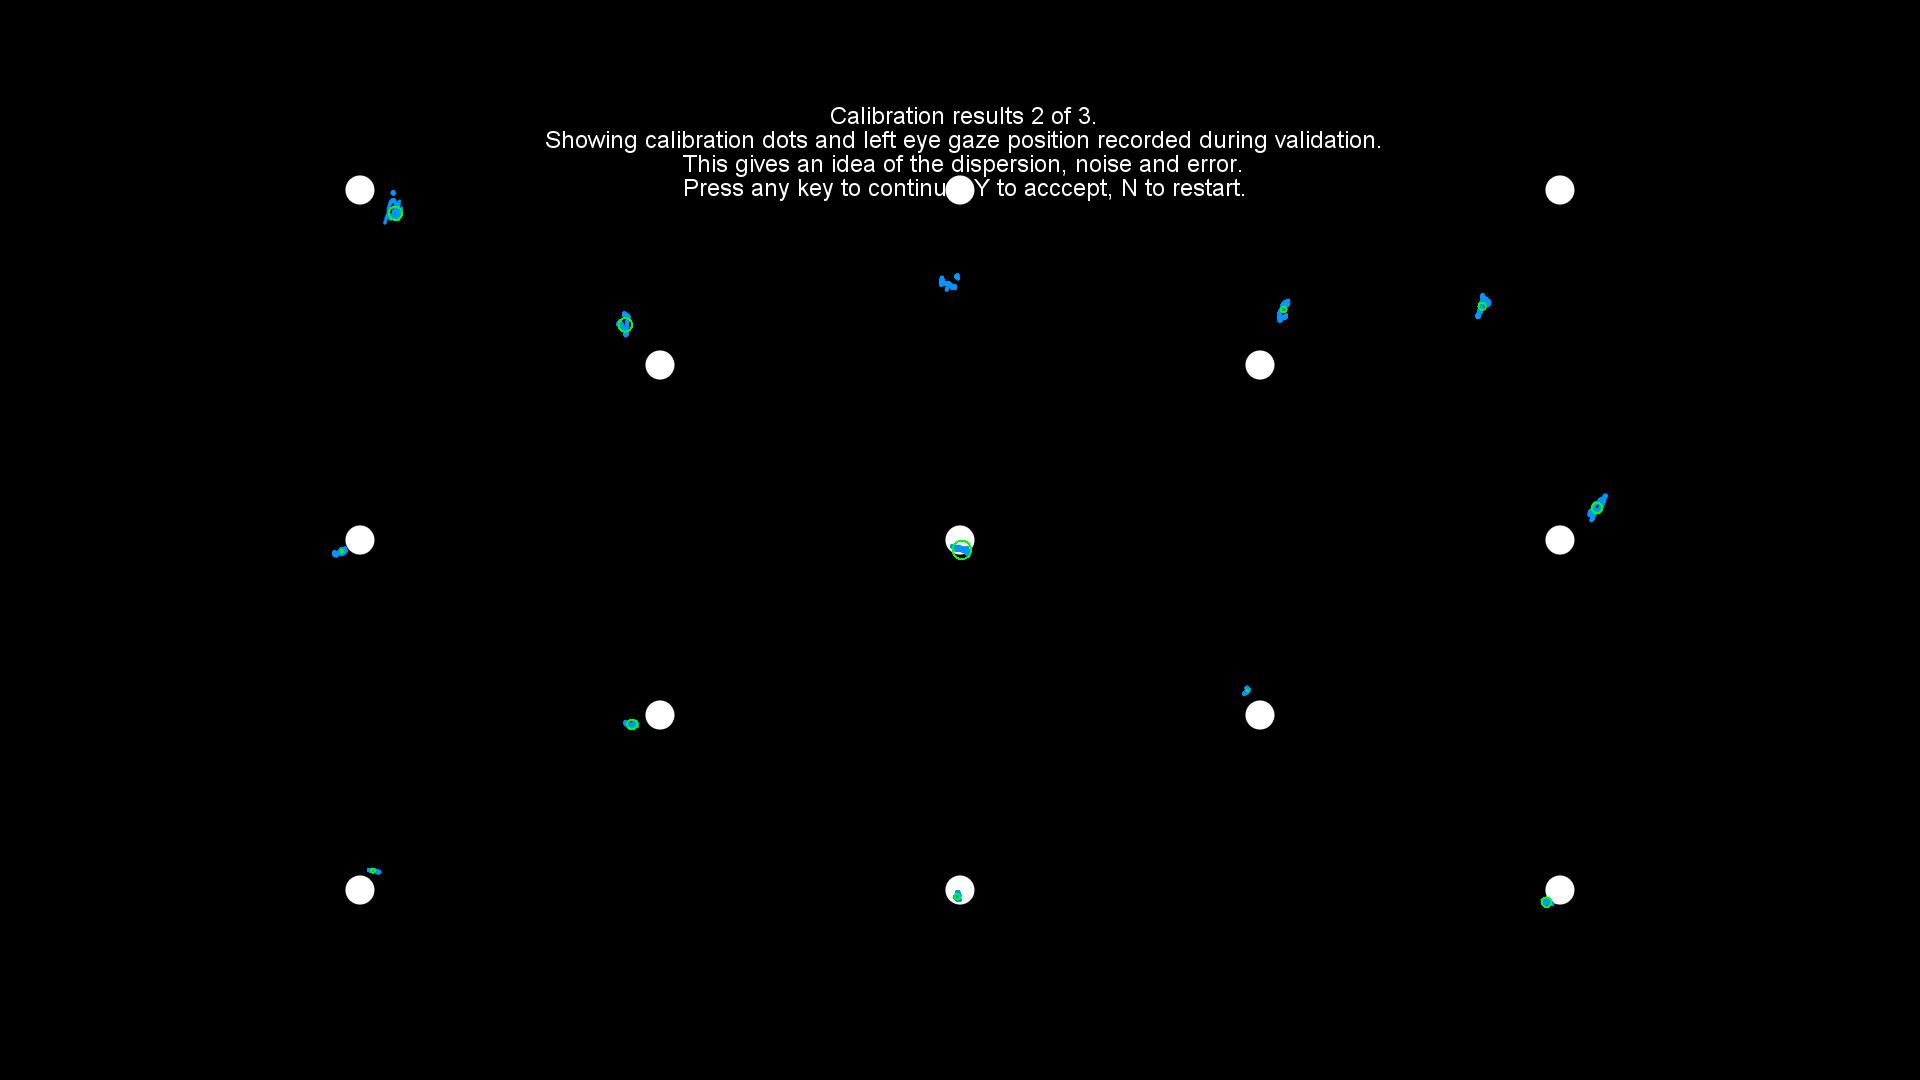 Calibration results 2 of 3.
Showing calibration dots and left eye gaze position recorded during validation.
This gives an idea of the dispersion, noise and error.
Press any key to continu Y to acccept, N to restart.